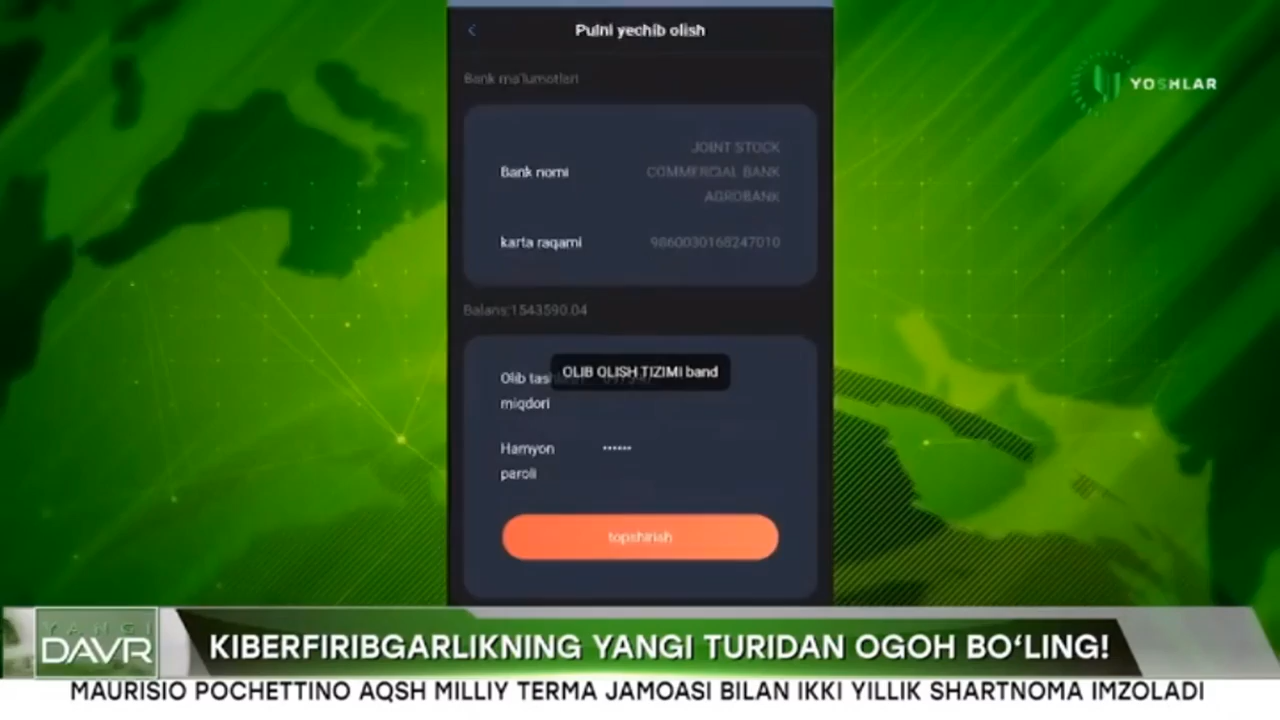 Pulni yechib olish
Bank ma'lumotlari
YOSHLAR
JOINT STOCK
Bank nomi COMMERCIAL BANK
AGROBANK
karta raqami 9860030168247010
Balans:1543590.04
Olib
OLIB OLISH TIZIMI band
miqdori
Hamyon ••••••
paroli
topshirish
YANGI
DAVR
KIBERFIRIBGARLIKNING YANGI TURIDAN OGOH BO‘LING!
MAURISIO POCHETTINO AQSH MILLIY TERMA JAMOASI BILAN IKKI YILLIK SHARTNOMA IMZOLADI